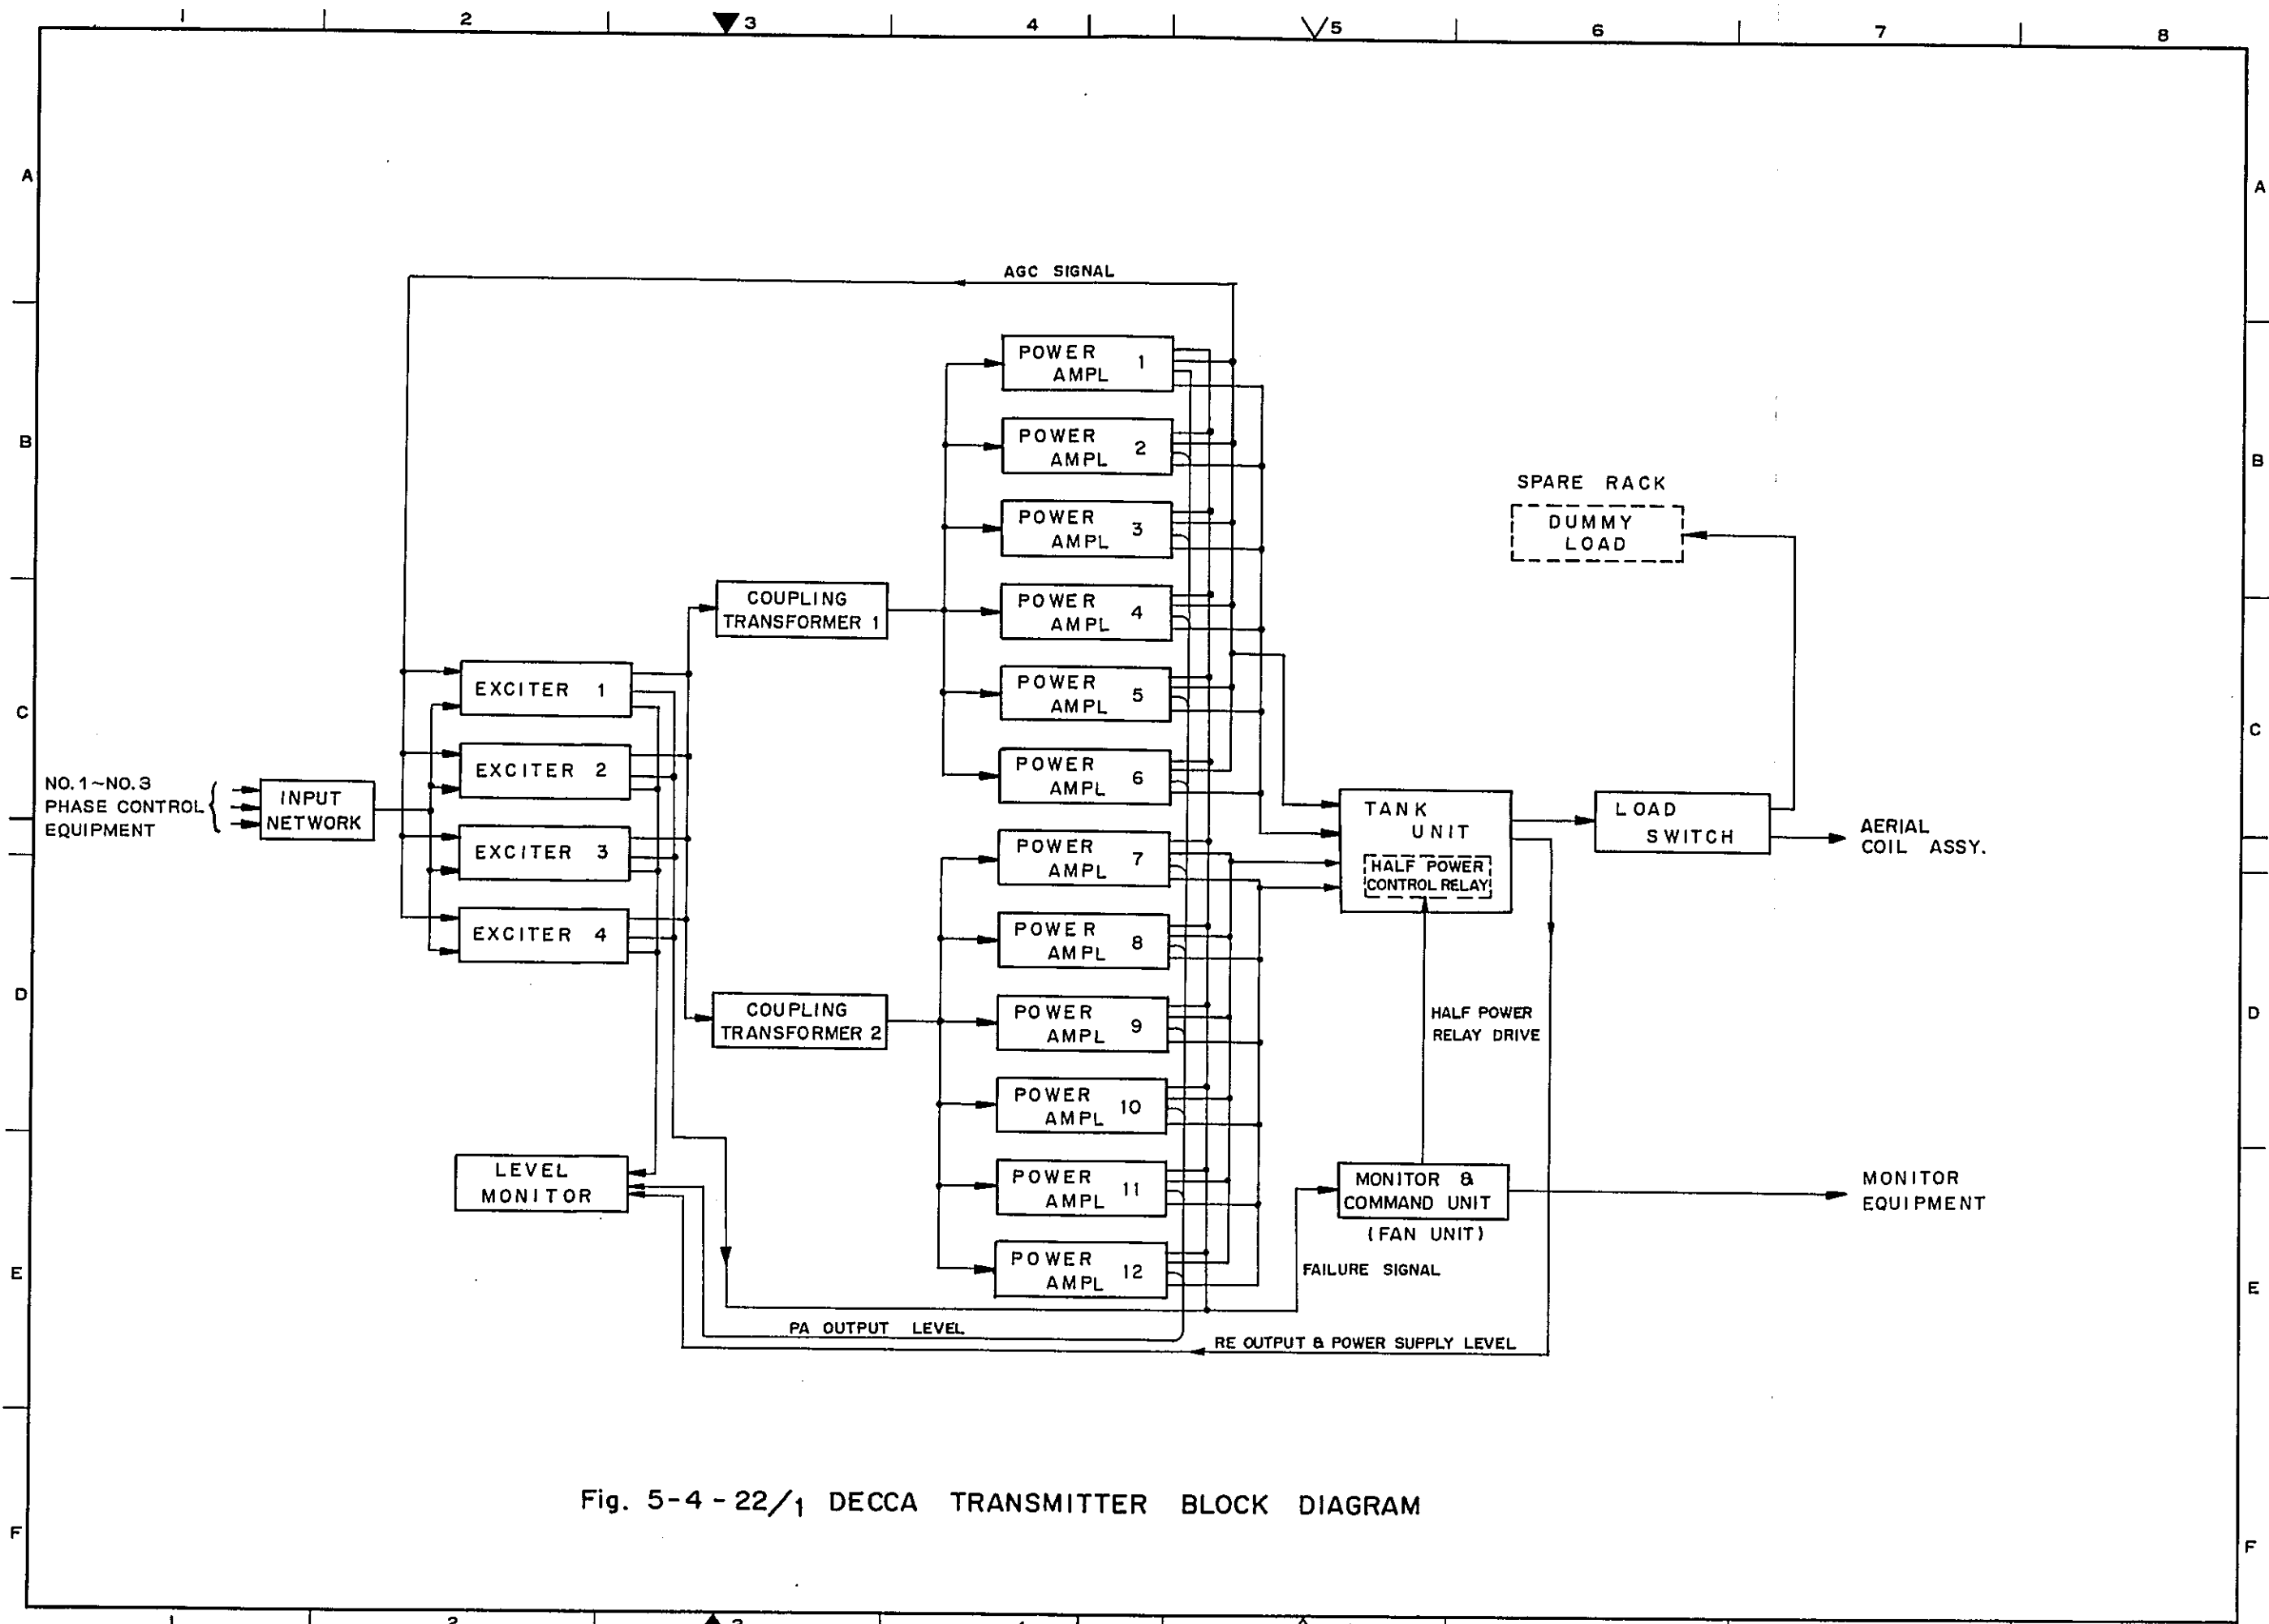 1 2 3 4 5 6 7 8
A A
AGC SIGNAL
POWER 1
AMPL
B B
POWER 2
AMPL
SPARE RACK
POWER 3
AMPL
DUMMY
LOAD
COUPLING
TRANSFORMER 1
POWER 4
AMPL
EXCITER 1
POWER 5
AMPL
C C
EXCITER 2
POWER 6
AMPL
NO.1~NO.3
PHASE CONTROL
EQUIPMENT
INPUT
NETWORK
EXCITER 3
POWER 7
AMPL
TANK
UNIT
HALF POWER
CONTROL RELAY
LOAD
SWITCH
AERIAL
COIL ASSY.
EXCITER 4
POWER 8
AMPL
D D
COUPLING
TRANSFORMER 2
POWER 9
AMPL
HALF POWER
RELAY DRIVE
POWER 10
AMPL
LEVEL
MONITOR
POWER 11
AMPL
MONITOR &
COMMAND UNIT
(FAN UNIT)
MONITOR
EQUIPMENT
E E
POWER 12
AMPL
FAILURE SIGNAL
PA OUTPUT LEVEL
RE OUTPUT & POWER SUPPLY LEVEL
Fig. 5-4-22/1 DECCA TRANSMITTER BLOCK DIAGRAM
F F